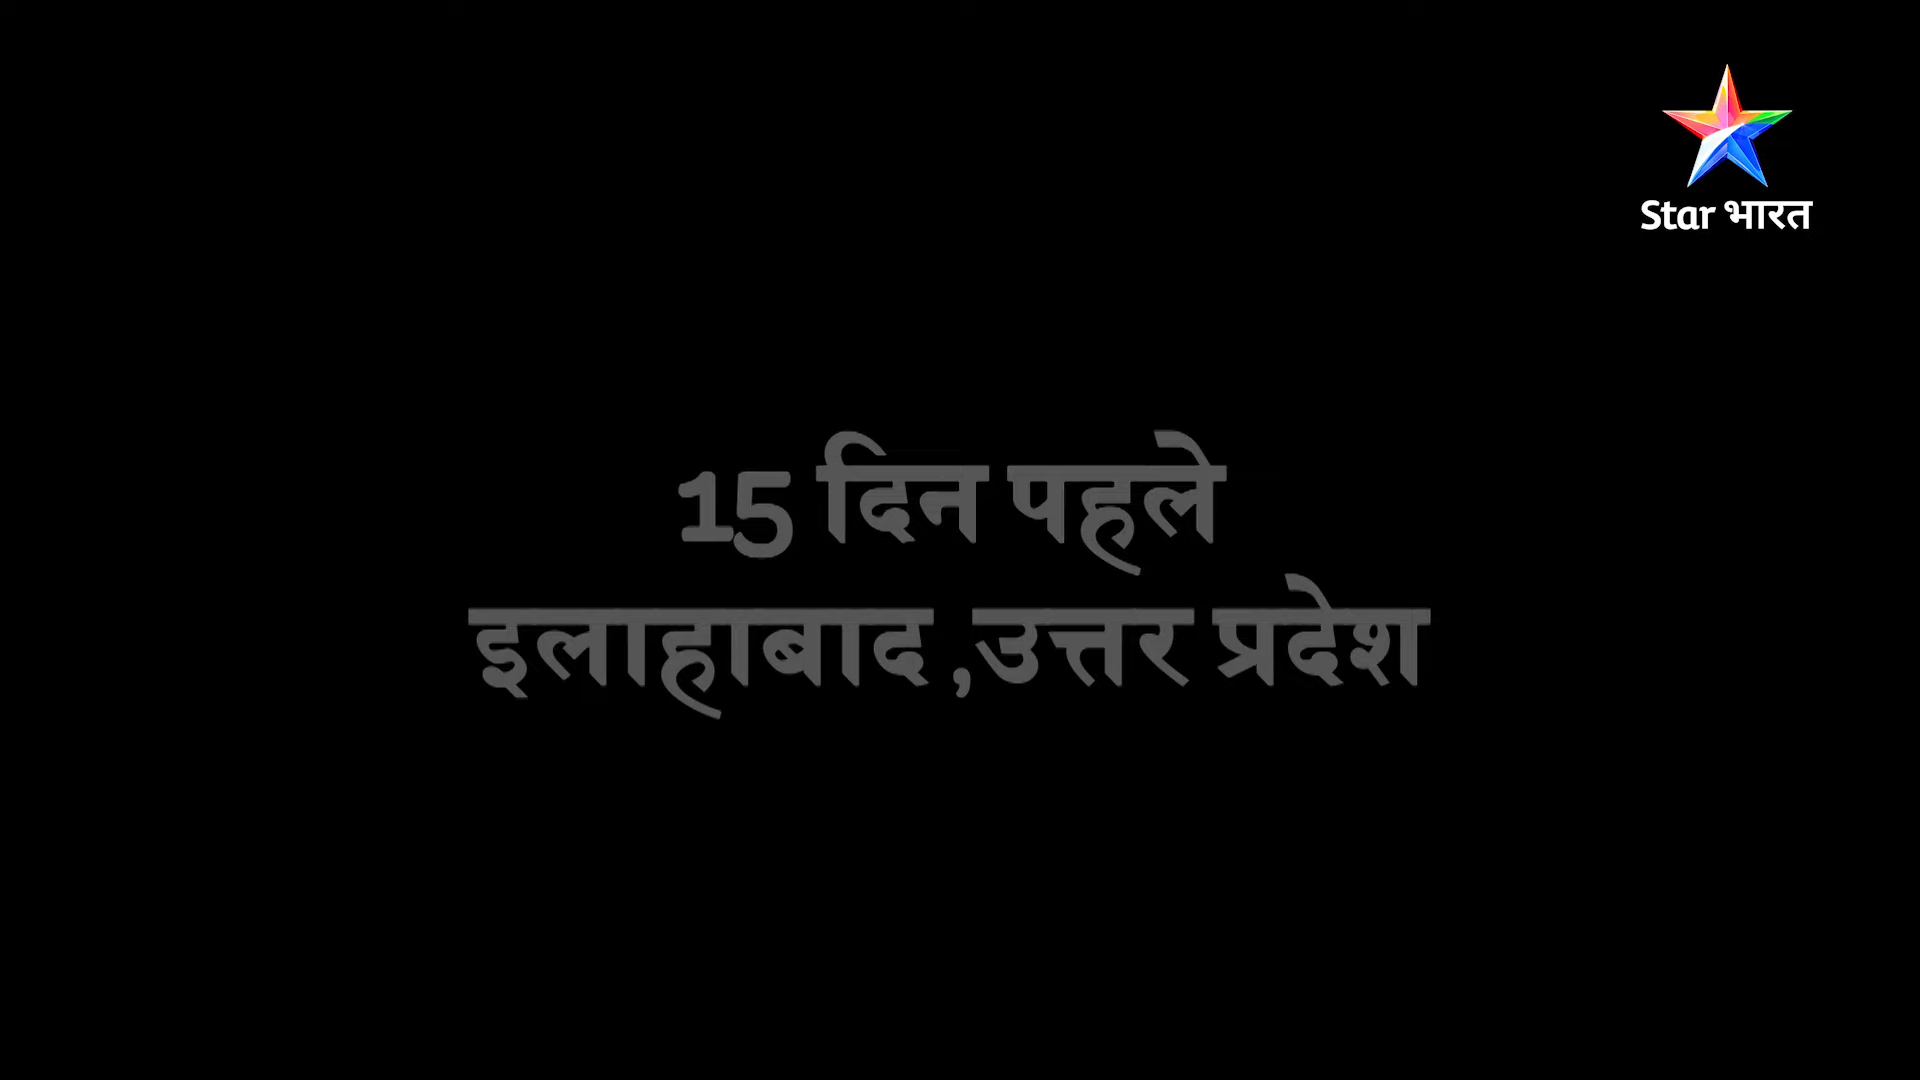 Star भारत
15 दिन पहले
इलाहाबाद ,उत्तर प्रदेश